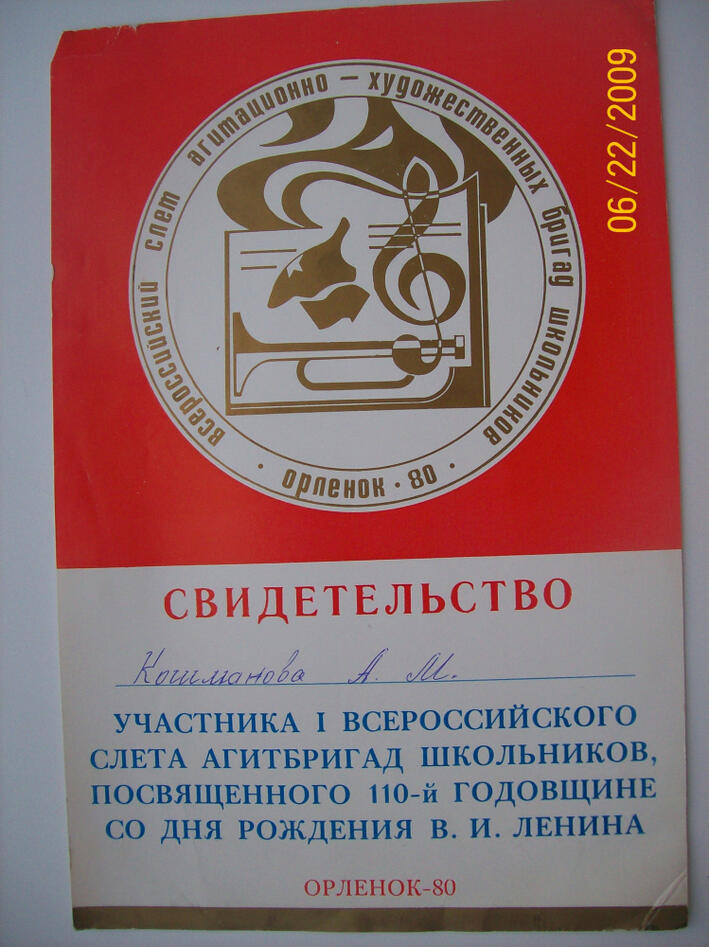 всероссийский слет агитационно — художественных бригад школьников
· орленок · 80 ·
06/22/2009
СВИДЕТЕЛЬСТВО
Кошманова А. М.
УЧАСТНИКА I ВСЕРОССИЙСКОГО
СЛЕТА АГИТБРИГАД ШКОЛЬНИКОВ,
ПОСВЯЩЕННОГО 110-й ГОДОВЩИНЕ
СО ДНЯ РОЖДЕНИЯ В. И. ЛЕНИНА
ОРЛЕНОК-80